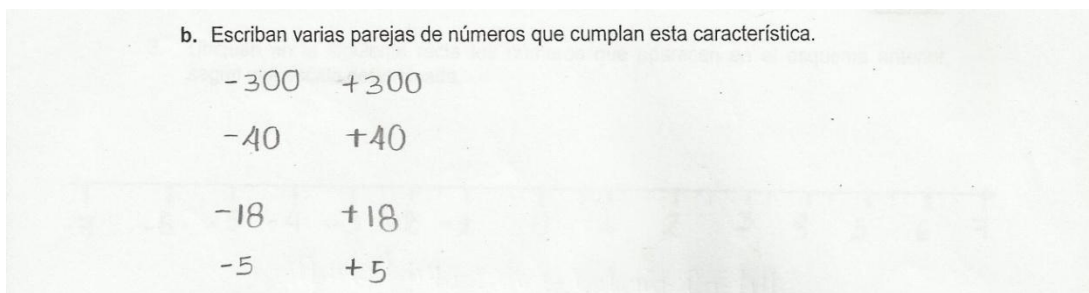 b. Escriban varias parejas de números que cumplan esta característica.
-300 +300
-40 +40
-18 +18
-5 +5